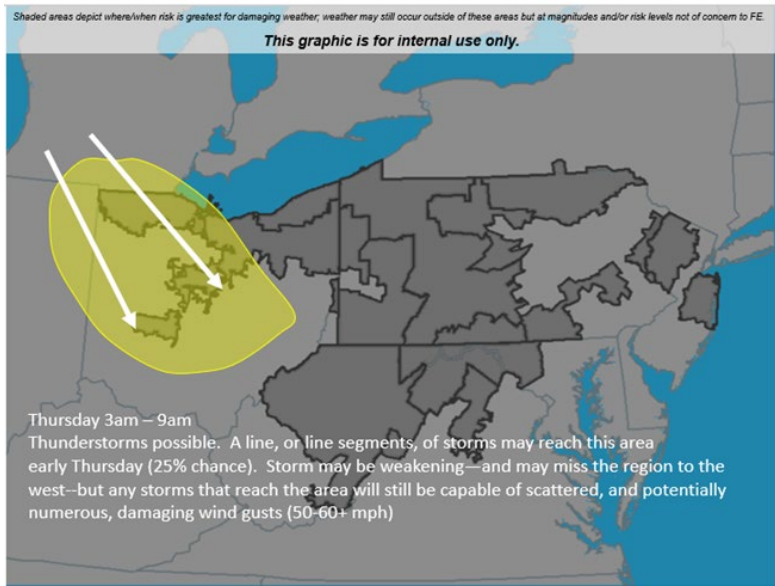 Shaded areas depict where/when risk is greatest for damaging weather; weather may still occur outside of these areas but at magnitudes and/or risk levels not of concern to FE.
This graphic is for internal use only.
Thursday 3am – 9am
Thunderstorms possible.  A line, or line segments, of storms may reach this area
early Thursday (25% chance).  Storm may be weakening—and may miss the region to the
west--but any storms that reach the area will still be capable of scattered, and potentially
numerous, damaging wind gusts (50-60+ mph)